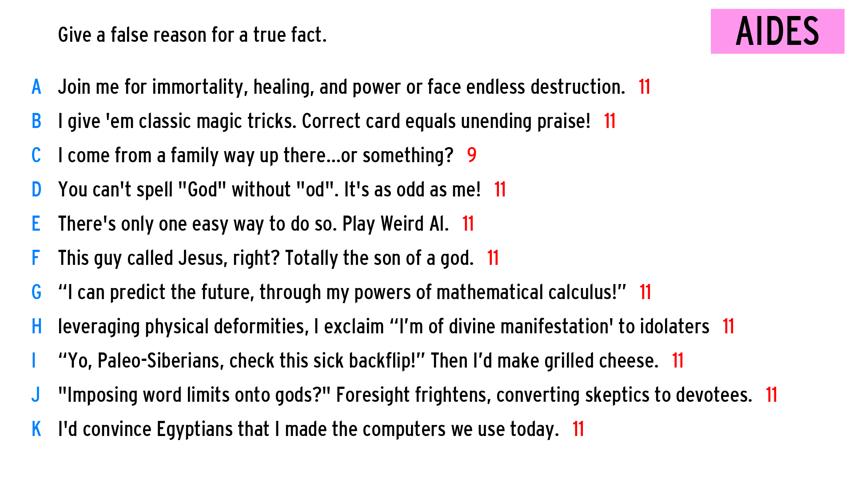 Give a false reason for a true fact.
AIDES
A Join me for immortality, healing, and power or face endless destruction. 11
B I give 'em classic magic tricks. Correct card equals unending praise! 11
C I come from a family way up there...or something? 9
D You can't spell "God" without "od". It's as odd as me! 11
E There's only one easy way to do so. Play Weird Al. 11
F This guy called Jesus, right? Totally the son of a god. 11
G “I can predict the future, through my powers of mathematical calculus!” 11
H leveraging physical deformities, I exclaim “I’m of divine manifestation' to idolaters 11
I “Yo, Paleo-Siberians, check this sick backflip!” Then I’d make grilled cheese. 11
J "Imposing word limits onto gods?" Foresight frightens, converting skeptics to devotees. 11
K I'd convince Egyptians that I made the computers we use today. 11